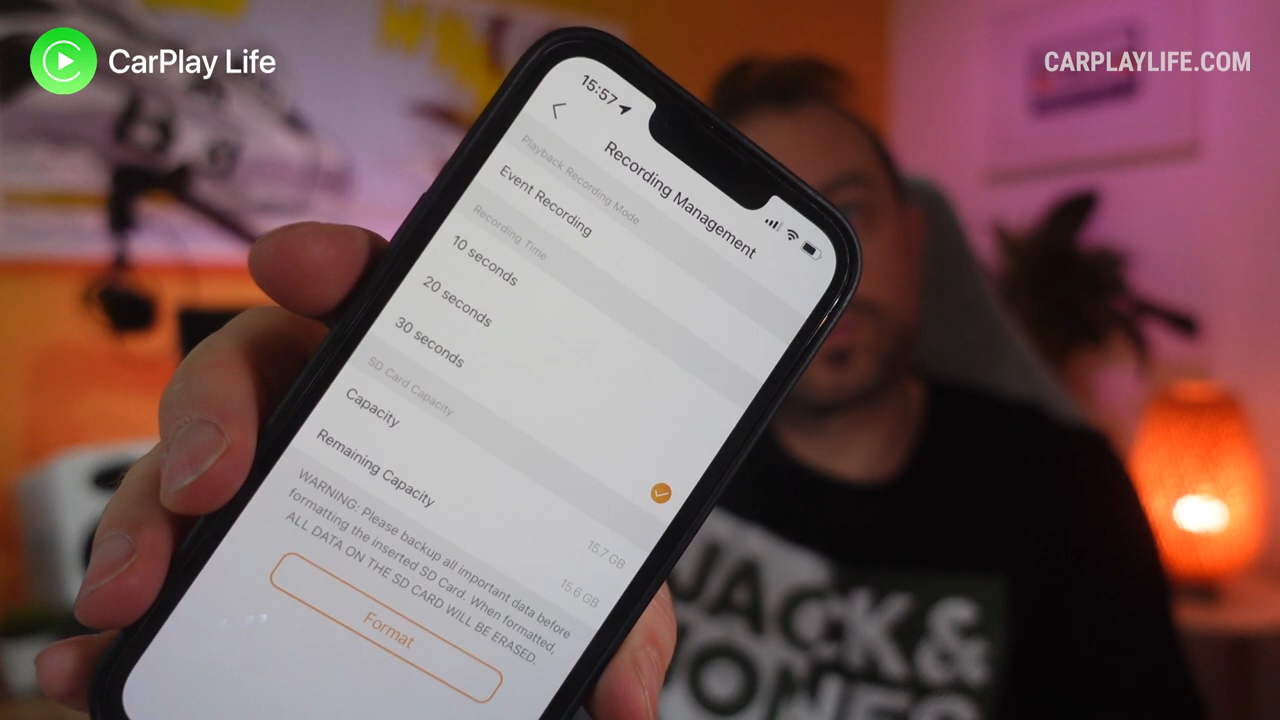 CarPlay Life
CARPLAYLIFE.COM
15:57
Recording Management
Playback Recording Mode
Event Recording
Recording Time
10 seconds
20 seconds
30 seconds
SD Card Capacity
Capacity
15.7 GB
Remaining Capacity
15.6 GB
WARNING: Please backup all important data before
formatting the inserted SD Card. When formatted,
ALL DATA ON THE SD CARD WILL BE ERASED.
Format
JACK &
JONES